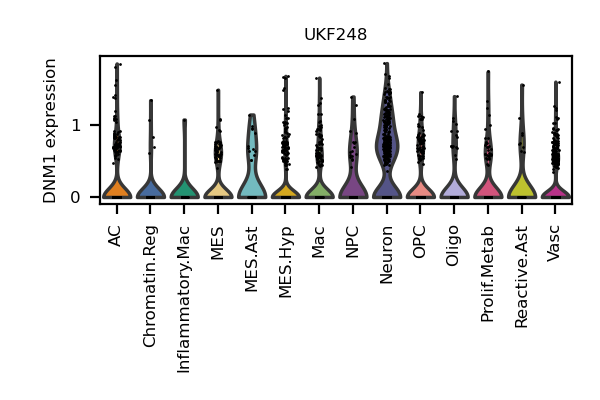 UKF248
DNM1 expression
1
0
AC
Chromatin.Reg
Inflammatory.Mac
MES
MES.Ast
MES.Hyp
Mac
NPC
Neuron
OPC
Oligo
Prolif.Metab
Reactive.Ast
Vasc